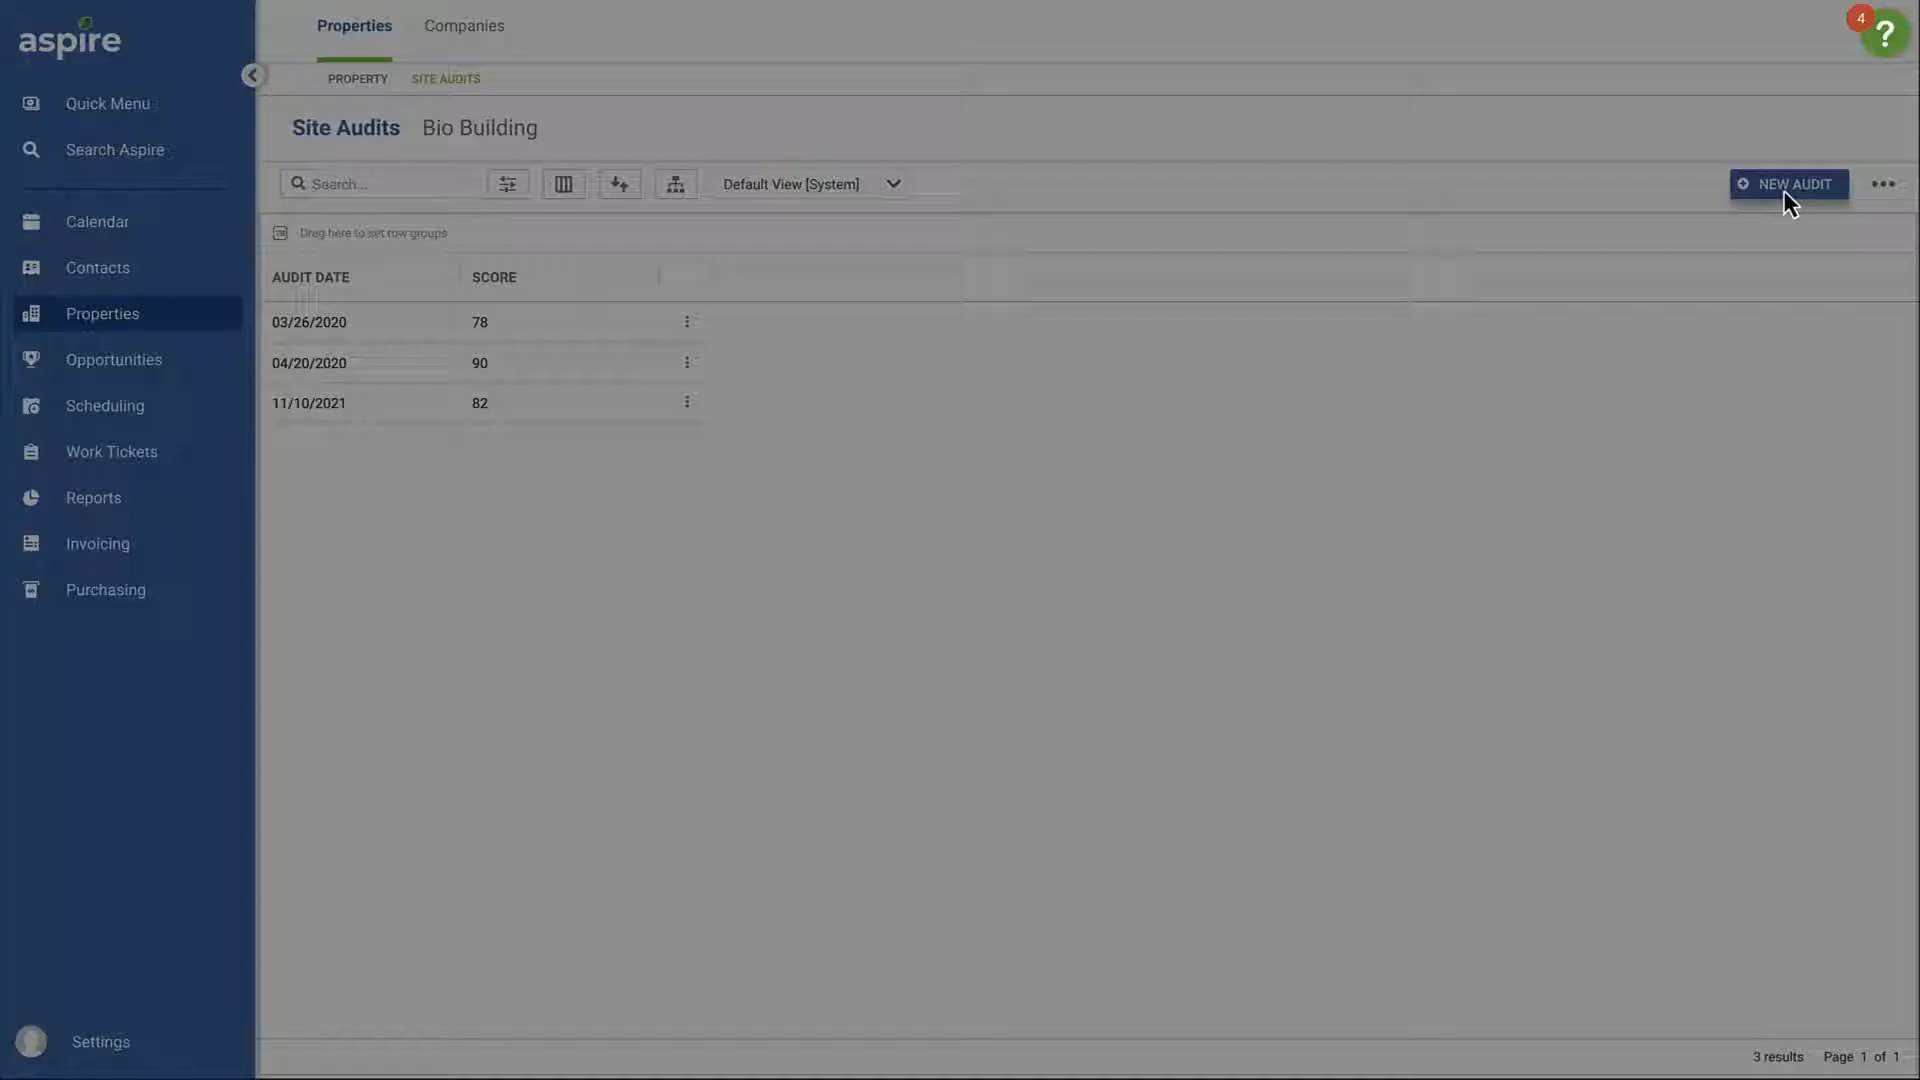 aspire
Quick Menu
Search Aspire
Calendar
Contacts
Properties
Opportunities
Scheduling
Work Tickets
Reports
Invoicing
Purchasing
Settings
Properties Companies
4
?
PROPERTY SITE AUDITS
Site Audits Bio Building
Search...
Default View [System]
NEW AUDIT
Drag here to set row groups
AUDIT DATE SCORE
03/26/2020 78
04/20/2020 90
11/10/2021 82
3 results Page 1 of 1